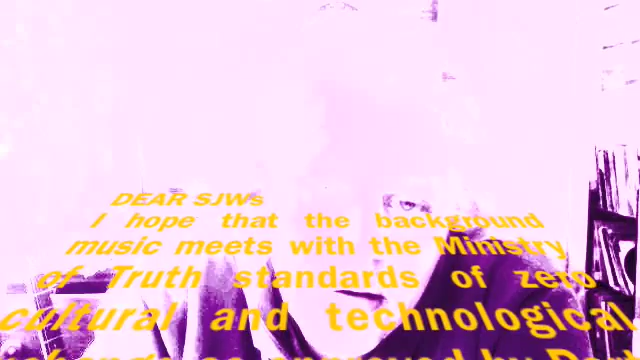 DEAR SJWs
I hope that the background
music meets with the Ministry
of Truth standards of zero
cultural and technological